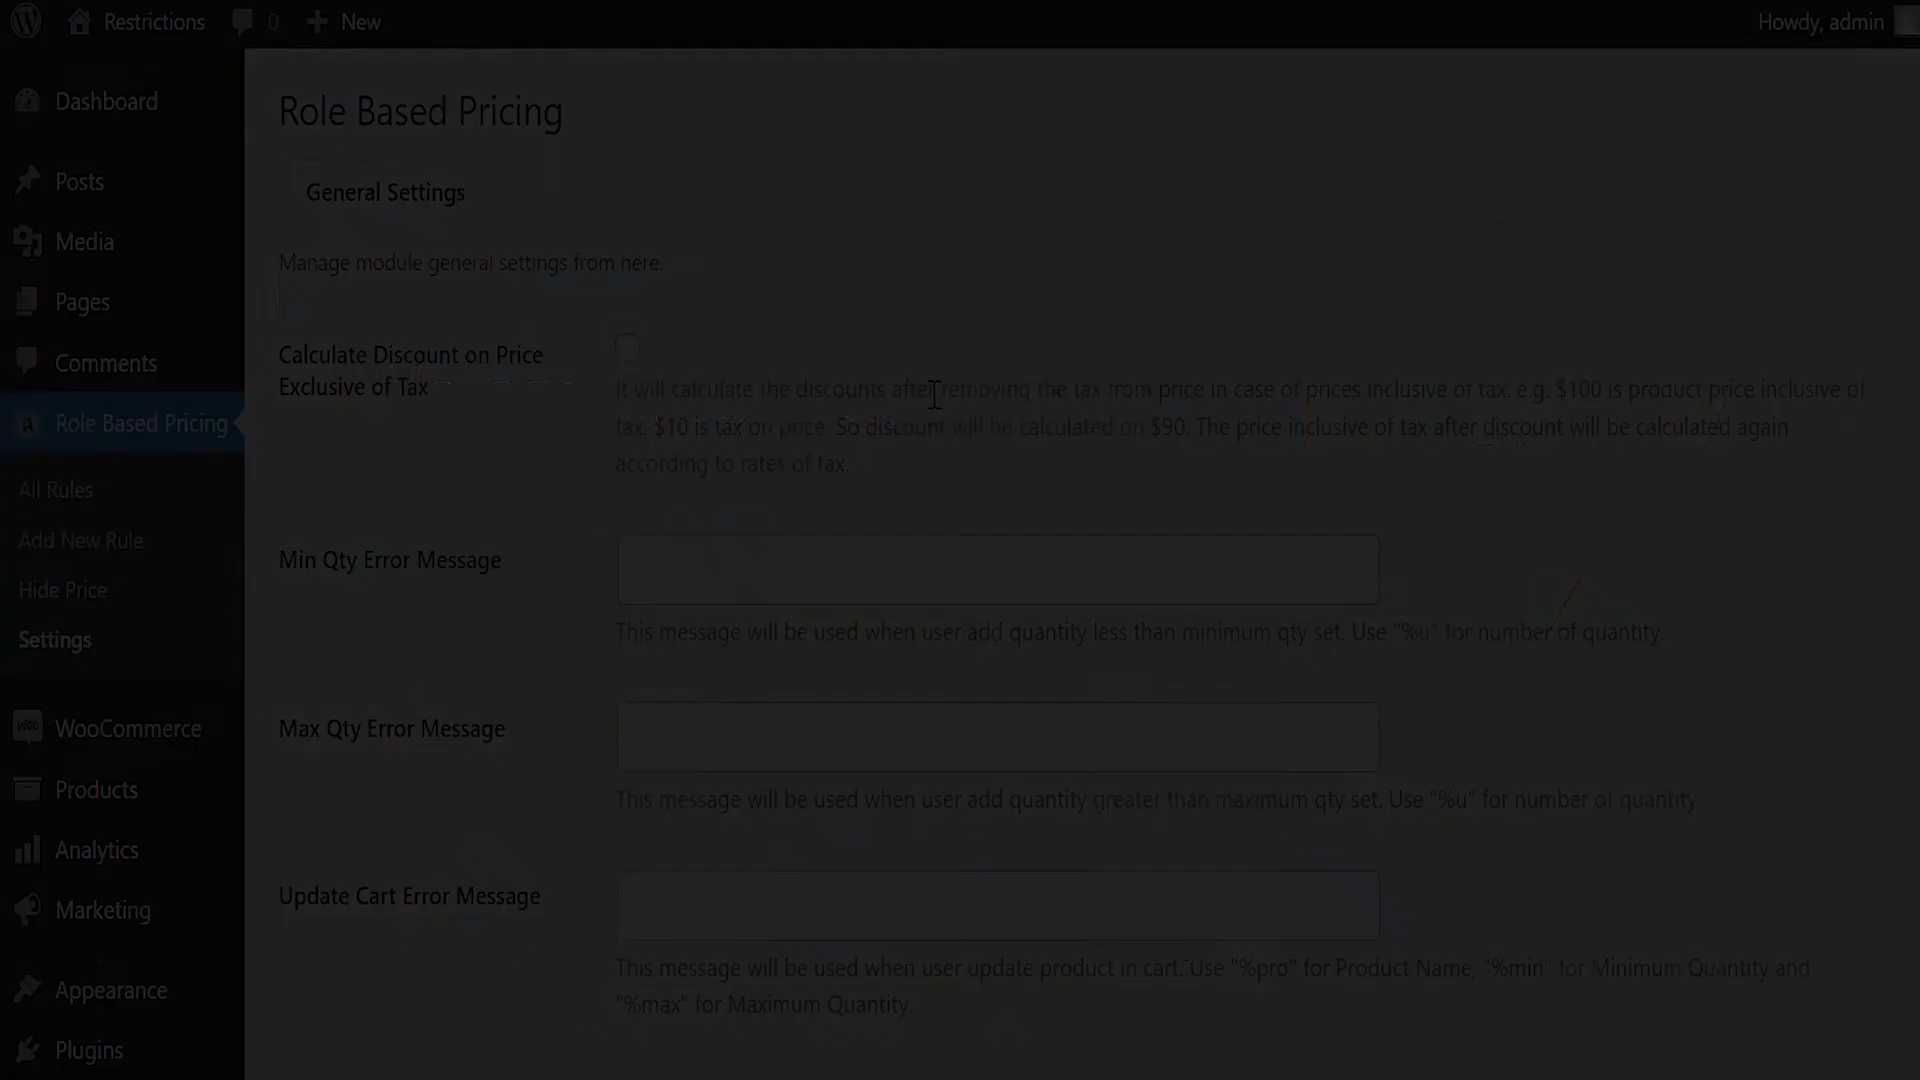 Restrictions 0 New Howdy, admin
Dashboard
Posts
Media
Pages
Comments
Role Based Pricing
All Rules
Add New Rule
Hide Price
Settings
WooCommerce
Products
Analytics
Marketing
Appearance
Plugins
Role Based Pricing
General Settings
Manage module general settings from here.
Calculate Discount on Price
Exclusive of Tax
It will calculate the discounts after removing the tax from price in case of prices inclusive of tax. e.g. $100 is product price inclusive of
tax. $10 is tax on price. So discount will be calculated on $90. The price inclusive of tax after discount will be calculated again
according to rates of tax.
Min Qty Error Message
This message will be used when user add quantity less than minimum qty set. Use "%u" for number of quantity.
Max Qty Error Message
This message will be used when user add quantity greater than maximum qty set. Use "%u" for number of quantity
Update Cart Error Message
This message will be used when user update product in cart. Use "%pro" for Product Name, "%min" for Minimum Quantity and
"%max" for Maximum Quantity.